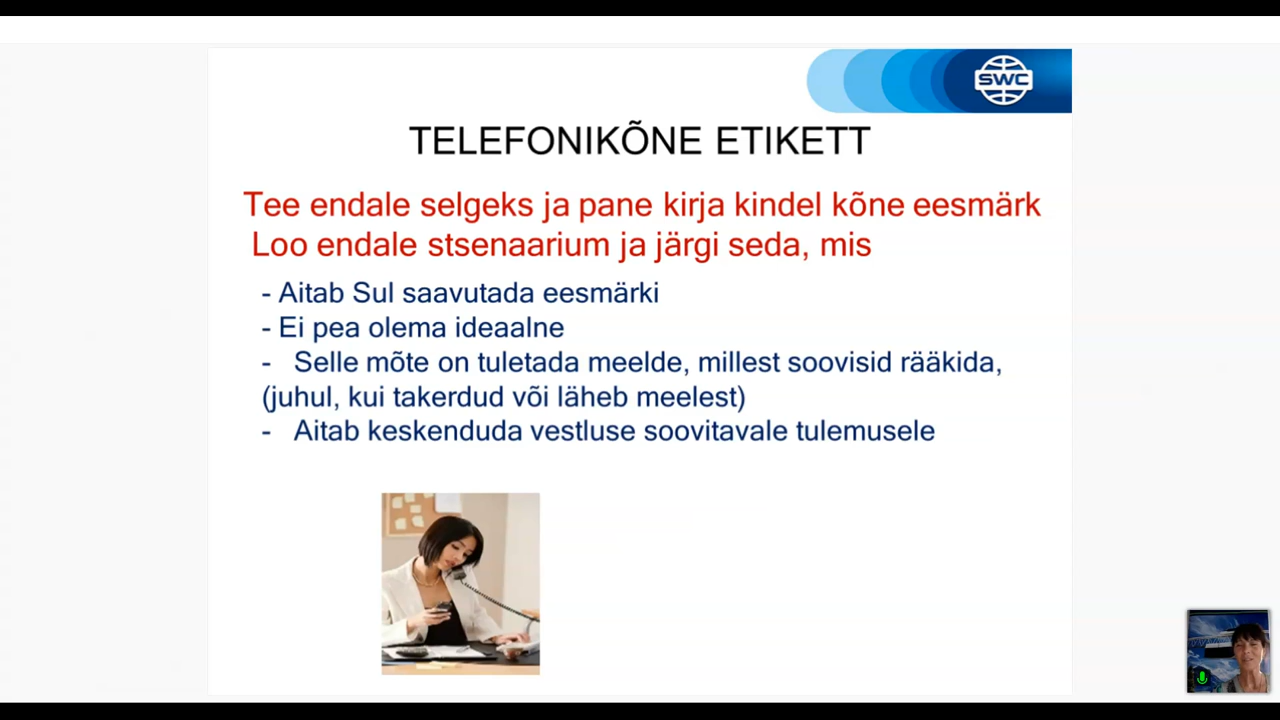 SWC
TELEFONIKÕNE ETIKETT
Tee endale selgeks ja pane kirja kindel kõne eesmärk
Loo endale stsenaarium ja järgi seda, mis
- Aitab Sul saavutada eesmärki
- Ei pea olema ideaalne
- Selle mõte on tuletada meelde, millest soovisid rääkida,
(juhul, kui takerdud või läheb meelest)
- Aitab keskenduda vestluse soovitavale tulemusele